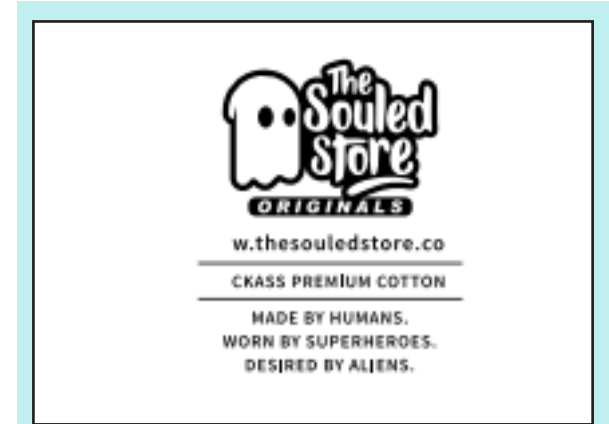 The
Souled
Store
ORIGINALS
w.thesouledstore.co
CKASS PREMIUM COTTON
MADE BY HUMANS.
WORN BY SUPERHEROES.
DESIRED BY ALIENS.